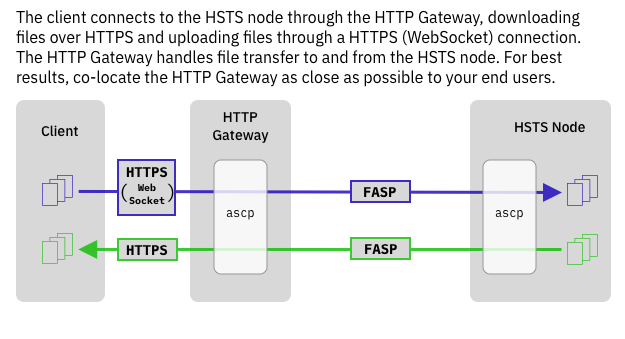 The client connects to the HSTS node through the HTTP Gateway, downloading
files over HTTPS and uploading files through a HTTPS (WebSocket) connection.
The HTTP Gateway handles file transfer to and from the HSTS node. For best
results, co-locate the HTTP Gateway as close as possible to your end users.
Client
HTTP
Gateway
HSTS Node
HTTPS
(Web
Socket)
FASP
ascp
ascp
HTTPS
FASP